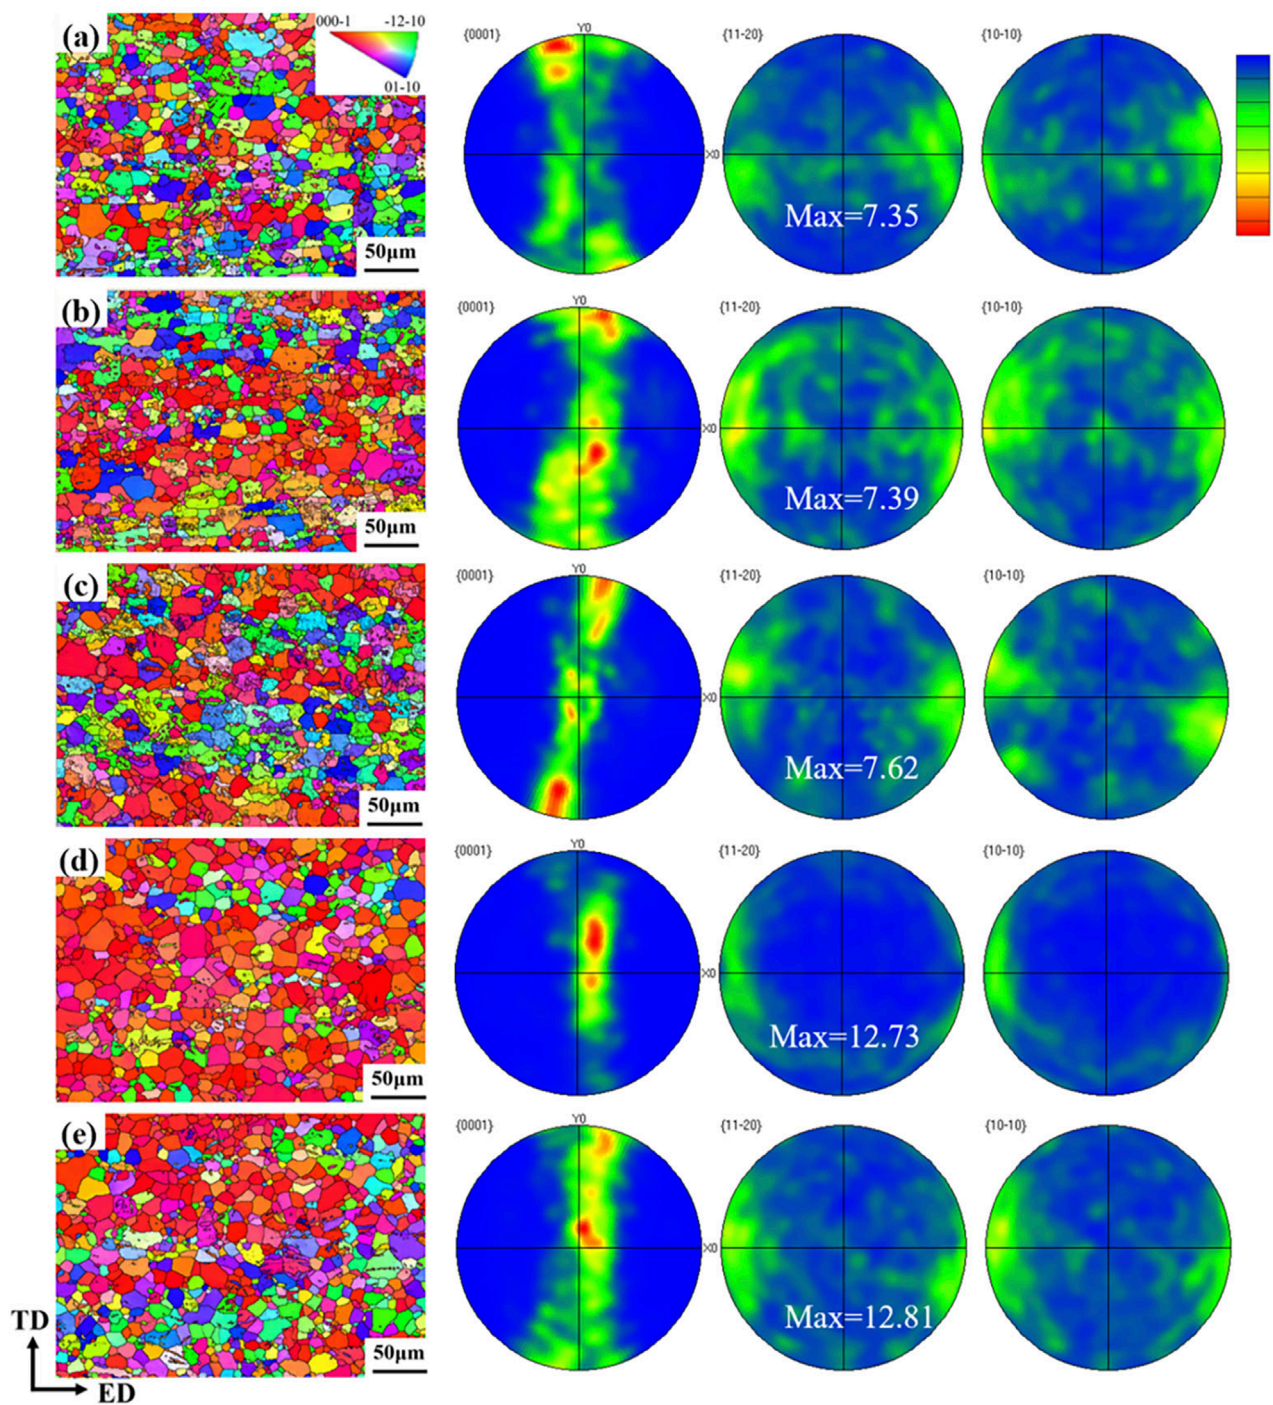 (a)
000-1 -12-10
01-10
50μm
{0001} Y0 {11-20} {10-10}
X0
Max=7.35
(b)
50μm
{0001} Y0 {11-20} {10-10}
X0
Max=7.39
(c)
50μm
{0001} Y0 {11-20} {10-10}
X0
Max=7.62
(d)
50μm
{0001} Y0 {11-20} {10-10}
X0
Max=12.73
(e)
50μm
{0001} Y0 {11-20} {10-10}
X0
Max=12.81
TD
ED